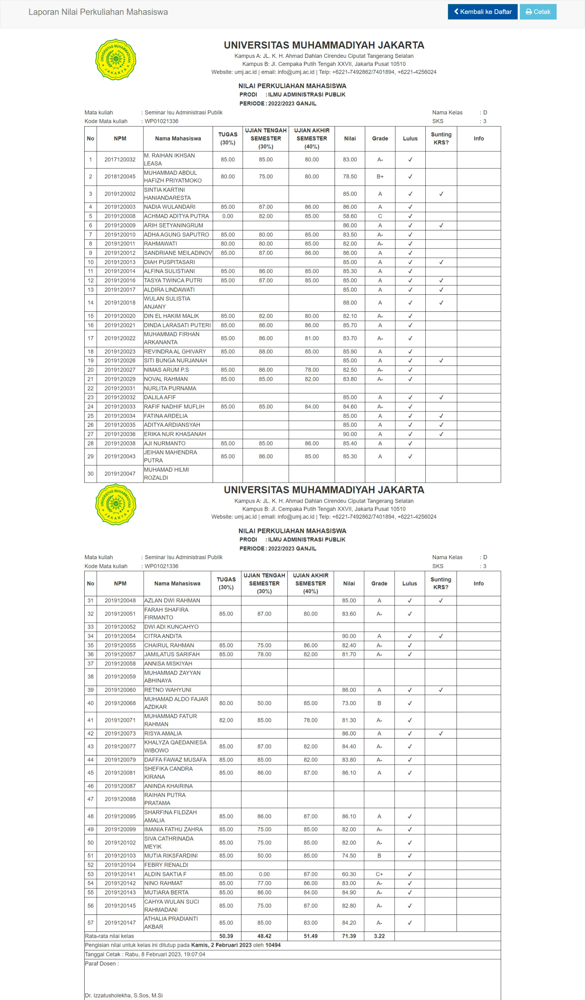 Laporan Nilai Perkuliahan Mahasiswa
Kembali ke Daftar
Cetak
UNIVERSITAS MUHAMMADIYAH
JAKARTA
UNIVERSITAS MUHAMMADIYAH JAKARTA
Kampus A: JL. K. H. Ahmad Dahlan Cirendeu Ciputat Tangerang Selatan
Kampus B: Jl. Cempaka Putih Tengah XXVII, Jakarta Pusat 10510
Website: umj.ac.id | email: info@umj.ac.id | Telp: +6221-7492862/7401894, +6221-4256024
NILAI PERKULIAHAN MAHASISWA
PRODI : ILMU ADMINISTRASI PUBLIK
PERIODE : 2022/2023 GANJIL
Mata kuliah : Seminar Isu Administrasi Publik Nama Kelas : D
Kode Mata kuliah : WP01021336 SKS : 3
No NPM Nama Mahasiswa TUGAS (30%) UJIAN TENGAH SEMESTER (30%) UJIAN AKHIR SEMESTER (40%) Nilai Grade Lulus Sunting KRS? Info
1 2017120032 M. RAIHAN IKHSAN LEASA 85.00 85.00 80.00 83.00 A- ✓
2 2018120045 MUHAMMAD ABDUL HAFIZH PRIYATMOKO 80.00 75.00 80.00 78.50 B+ ✓
3 2019120002 SINTIA KARTINI HANIANDARESTA 85.00 A ✓ ✓
4 2019120003 NADIA WULANDARI 85.00 87.00 86.00 86.00 A ✓
5 2019120008 ACHMAD ADITYA PUTRA 0.00 82.00 85.00 58.60 C ✓
6 2019120009 ARIH SETYANINGRUM 86.00 A ✓ ✓
7 2019120010 ADHA AGUNG SAPUTRO 85.00 80.00 85.00 83.50 A- ✓
8 2019120011 RAHMAWATI 80.00 80.00 85.00 82.00 A- ✓
9 2019120012 SANDRIANE MEILADINOV 85.00 87.00 86.00 86.00 A ✓
10 2019120013 DIAH PUSPITASARI 85.00 A ✓ ✓
11 2019120014 ALFINA SULISTIANI 85.00 86.00 85.00 85.30 A ✓
12 2019120016 TASYA TWINCA PUTRI 85.00 87.00 85.00 85.00 A ✓ ✓
13 2019120017 ALDIRA LINDAWATI 85.00 A ✓ ✓
14 2019120018 WULAN SULISTIA ANJANY 88.00 A ✓ ✓
15 2019120020 DIN EL HAKIM MALIK 85.00 82.00 80.00 82.10 A- ✓
16 2019120021 DINDA LARASATI PUTERI 85.00 86.00 86.00 85.70 A ✓
17 2019120022 MUHAMMAD FIRHAN ARKANANTA 85.00 86.00 81.00 83.70 A- ✓
18 2019120023 REVINDRA AL GHIVARY 85.00 88.00 85.00 85.90 A ✓
19 2019120026 SITI BUNGA NURJANAH 85.00 A ✓ ✓
20 2019120027 NIMAS ARUM P.S 85.00 86.00 78.00 82.50 A- ✓
21 2019120029 NOVAL RAHMAN 85.00 85.00 82.00 83.80 A- ✓
22 2019120031 NURLITA PURNAMA
23 2019120032 DALILA AFIF 85.00 A ✓ ✓
24 2019120033 RAFIF NADHIF MUFLIH 85.00 85.00 84.00 84.60 A- ✓
25 2019120034 FATINA ARDELIA 85.00 A ✓ ✓
26 2019120035 ADITYA ARDIANSYAH 85.00 A ✓ ✓
27 2019120036 ERIKA NUR KHASANAH 90.00 A ✓ ✓
28 2019120038 AJI NURMANTO 85.00 85.00 86.00 85.40 A ✓
29 2019120043 JEIHAN MAHENDRA PUTRA 85.00 86.00 85.00 85.30 A ✓
30 2019120047 MUHAMAD HILMI ROZALDI
UNIVERSITAS MUHAMMADIYAH
JAKARTA
UNIVERSITAS MUHAMMADIYAH JAKARTA
Kampus A: JL. K. H. Ahmad Dahlan Cirendeu Ciputat Tangerang Selatan
Kampus B: Jl. Cempaka Putih Tengah XXVII, Jakarta Pusat 10510
Website: umj.ac.id | email: info@umj.ac.id | Telp: +6221-7492862/7401894, +6221-4256024
NILAI PERKULIAHAN MAHASISWA
PRODI : ILMU ADMINISTRASI PUBLIK
PERIODE : 2022/2023 GANJIL
Mata kuliah : Seminar Isu Administrasi Publik Nama Kelas : D
Kode Mata kuliah : WP01021336 SKS : 3
No NPM Nama Mahasiswa TUGAS (30%) UJIAN TENGAH SEMESTER (30%) UJIAN AKHIR SEMESTER (40%) Nilai Grade Lulus Sunting KRS? Info
31 2019120048 AZLAN DWI RAHMAN 85.00 A ✓ ✓
32 2019120051 FARAH SHAFIRA FIRMANTO 85.00 87.00 80.00 83.60 A- ✓
33 2019120052 DWI ADI KUNCAHYO
34 2019120054 CITRA ANDITA 90.00 A ✓ ✓
35 2019120055 CHAIRUL RAHMAN 85.00 75.00 86.00 82.40 A- ✓
36 2019120057 JAMILATUS SARIFAH 85.00 78.00 82.00 81.70 A- ✓
37 2019120058 ANNISA MISKIYAH
38 2019120059 MUHAMMAD ZAYYAN ABHINAYA
39 2019120060 RETNO WAHYUNI 86.00 A ✓ ✓
40 2019120068 MUHAMAD ALDO FAJAR AZDKAR 80.00 50.00 85.00 73.00 B ✓
41 2019120071 MUHAMMAD FATUR RAHMAN 82.00 85.00 78.00 81.30 A- ✓
42 2019120073 RISYA AMALIA 86.00 A ✓ ✓
43 2019120077 KHALYZA QAEDANIESA WIBOWO 85.00 87.00 82.00 84.40 A- ✓
44 2019120079 DAFFA FAWAZ MUSAFA 85.00 85.00 82.00 83.80 A- ✓
45 2019120081 SHEFIKA CANDRA KIRANA 85.00 86.00 87.00 86.10 A ✓
46 2019120087 ANINDA KHAIRINA
47 2019120088 RAIHAN PUTRA PRATAMA
48 2019120095 SHARFINA FILDZAH AMALIA 85.00 86.00 87.00 86.10 A ✓
49 2019120099 IMANIA FATHU ZAHRA 85.00 75.00 85.00 82.00 A- ✓
50 2019120102 SIVA CATHRINADA MEYIK 85.00 75.00 85.00 82.00 A- ✓
51 2019120103 MUTIA RIKSFARDINI 85.00 50.00 85.00 74.50 B ✓
52 2019120104 FEBRY RENALDI
53 2019120141 ALDIN SAKTIA F 85.00 0.00 87.00 60.30 C+ ✓
54 2019120142 NINO RAHMAT 85.00 77.00 86.00 83.00 A- ✓
55 2019120143 MUTIARA BERTA 85.00 86.00 84.00 84.90 A- ✓
56 2019120145 CAHYA WULAN SUCI RAHMADANI 85.00 75.00 87.00 82.80 A- ✓
57 2019120147 ATHALIA PRADIANTI AKBAR 85.00 85.00 83.00 84.20 A- ✓
Rata-rata nilai kelas 50.39 48.42 51.49 71.39 3.22
Pengisian nilai untuk kelas ini ditutup pada Kamis, 2 Februari 2023 oleh 10494
Tanggal Cetak : Rabu, 8 Februari 2023, 19:07:04
Paraf Dosen :
Dr. Izzatusholekha, S.Sos, M.Si